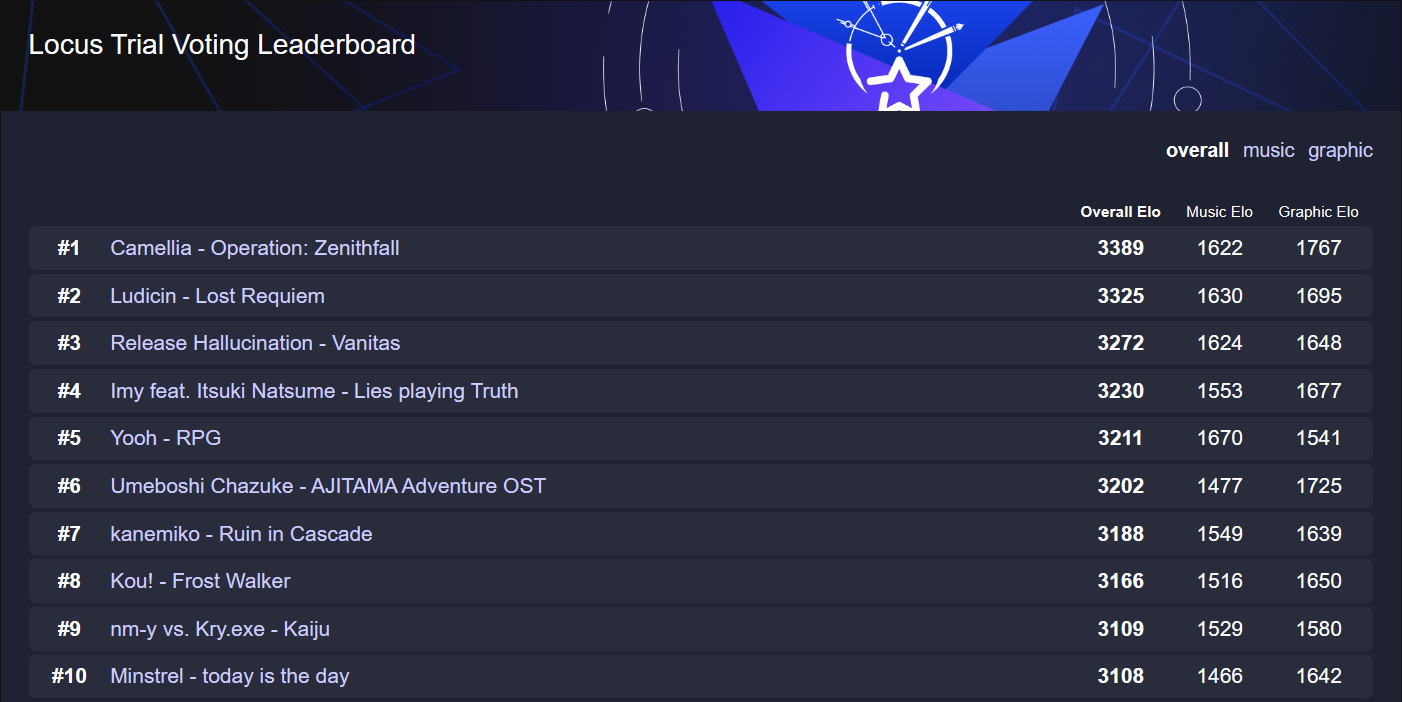 Locus Trial Voting Leaderboard
overall music graphic
Overall Elo Music Elo Graphic Elo
#1 Camellia - Operation: Zenithfall 3389 1622 1767
#2 Ludicin - Lost Requiem 3325 1630 1695
#3 Release Hallucination - Vanitas 3272 1624 1648
#4 Imy feat. Itsuki Natsume - Lies playing Truth 3230 1553 1677
#5 Yooh - RPG 3211 1670 1541
#6 Umeboshi Chazuke - AJITAMA Adventure OST 3202 1477 1725
#7 kanemiko - Ruin in Cascade 3188 1549 1639
#8 Kou! - Frost Walker 3166 1516 1650
#9 nm-y vs. Kry.exe - Kaiju 3109 1529 1580
#10 Minstrel - today is the day 3108 1466 1642